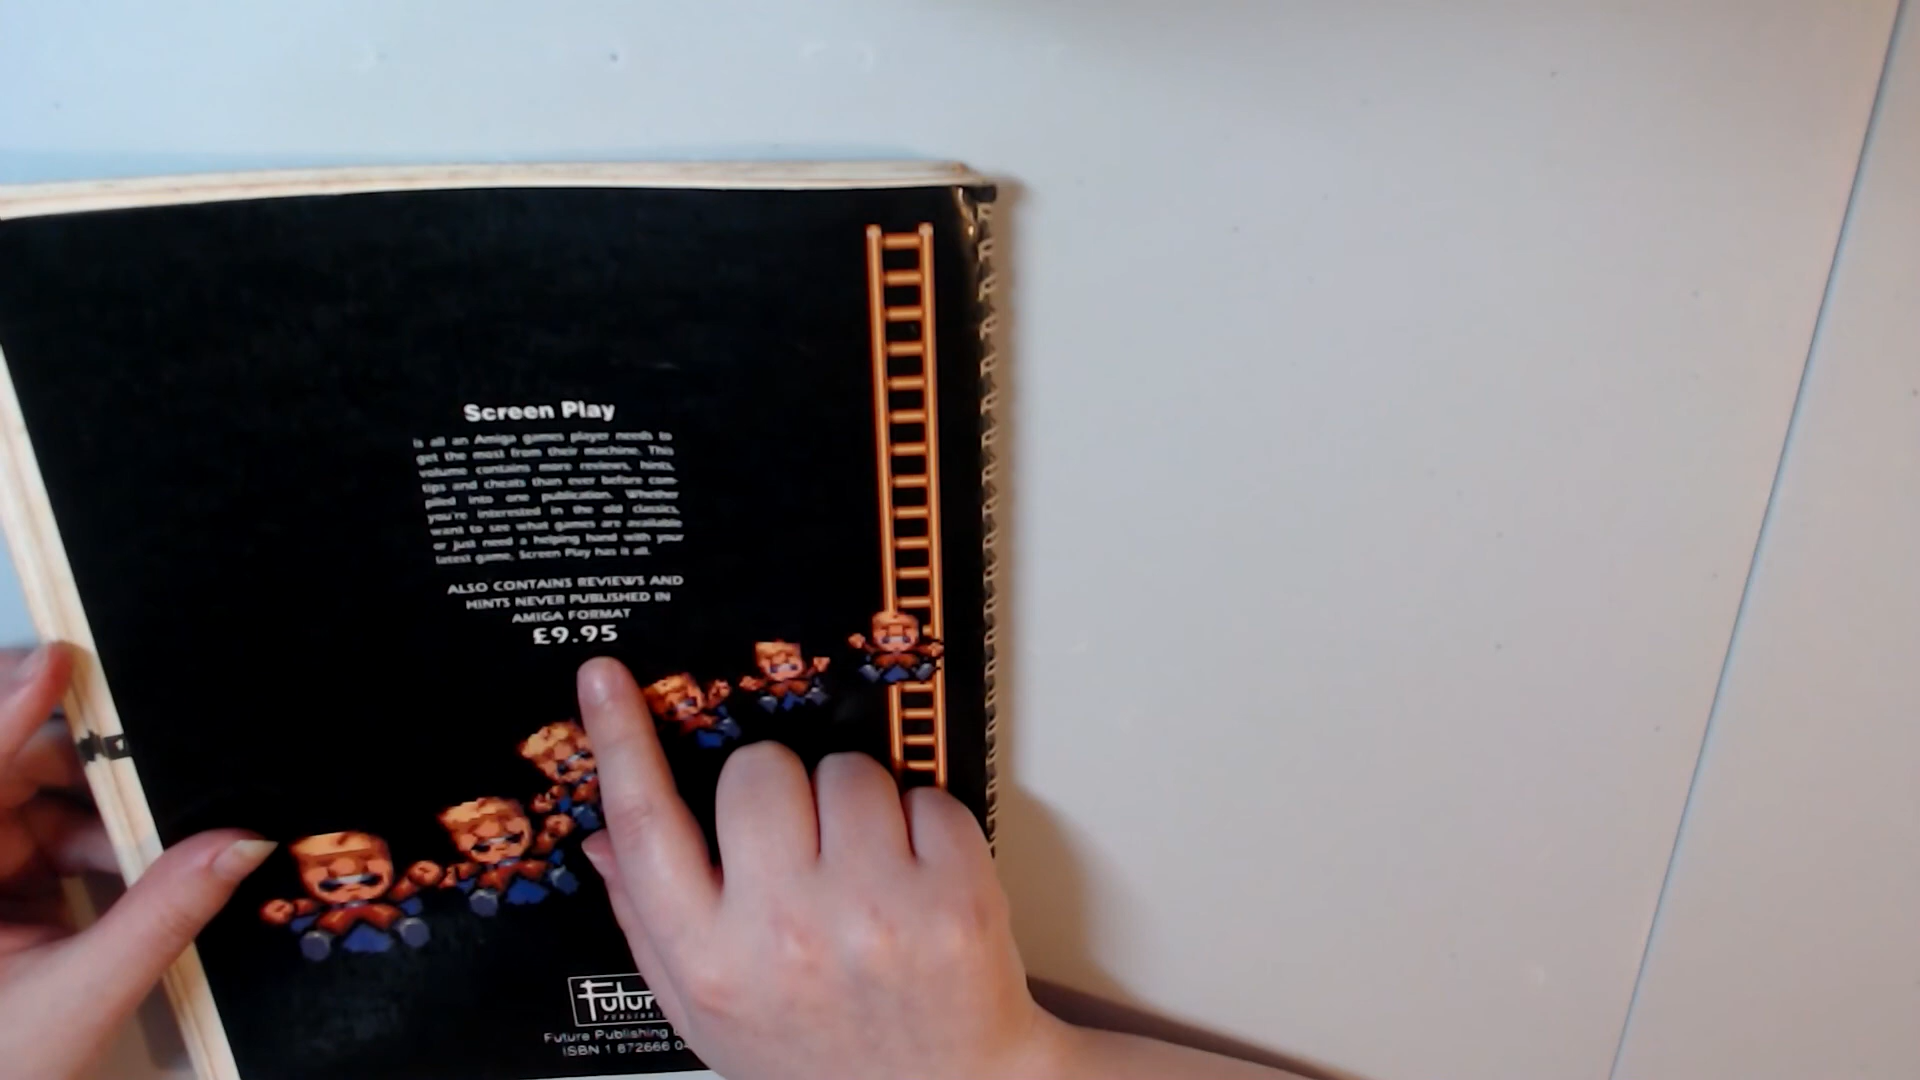 Screen Play
is all an Amiga games player needs to
get the most from their machine. This
volume contains more reviews, hints,
tips and cheats than ever before com-
piled into one publication. Whether
you're interested in the old classics,
want to see what games are available
or just need a helping hand with your
latest game, Screen Play has it all.
ALSO CONTAINS REVIEWS AND
HINTS NEVER PUBLISHED IN
AMIGA FORMAT
£9.95
Futur
Future Publishing
ISBN 1 872666 0